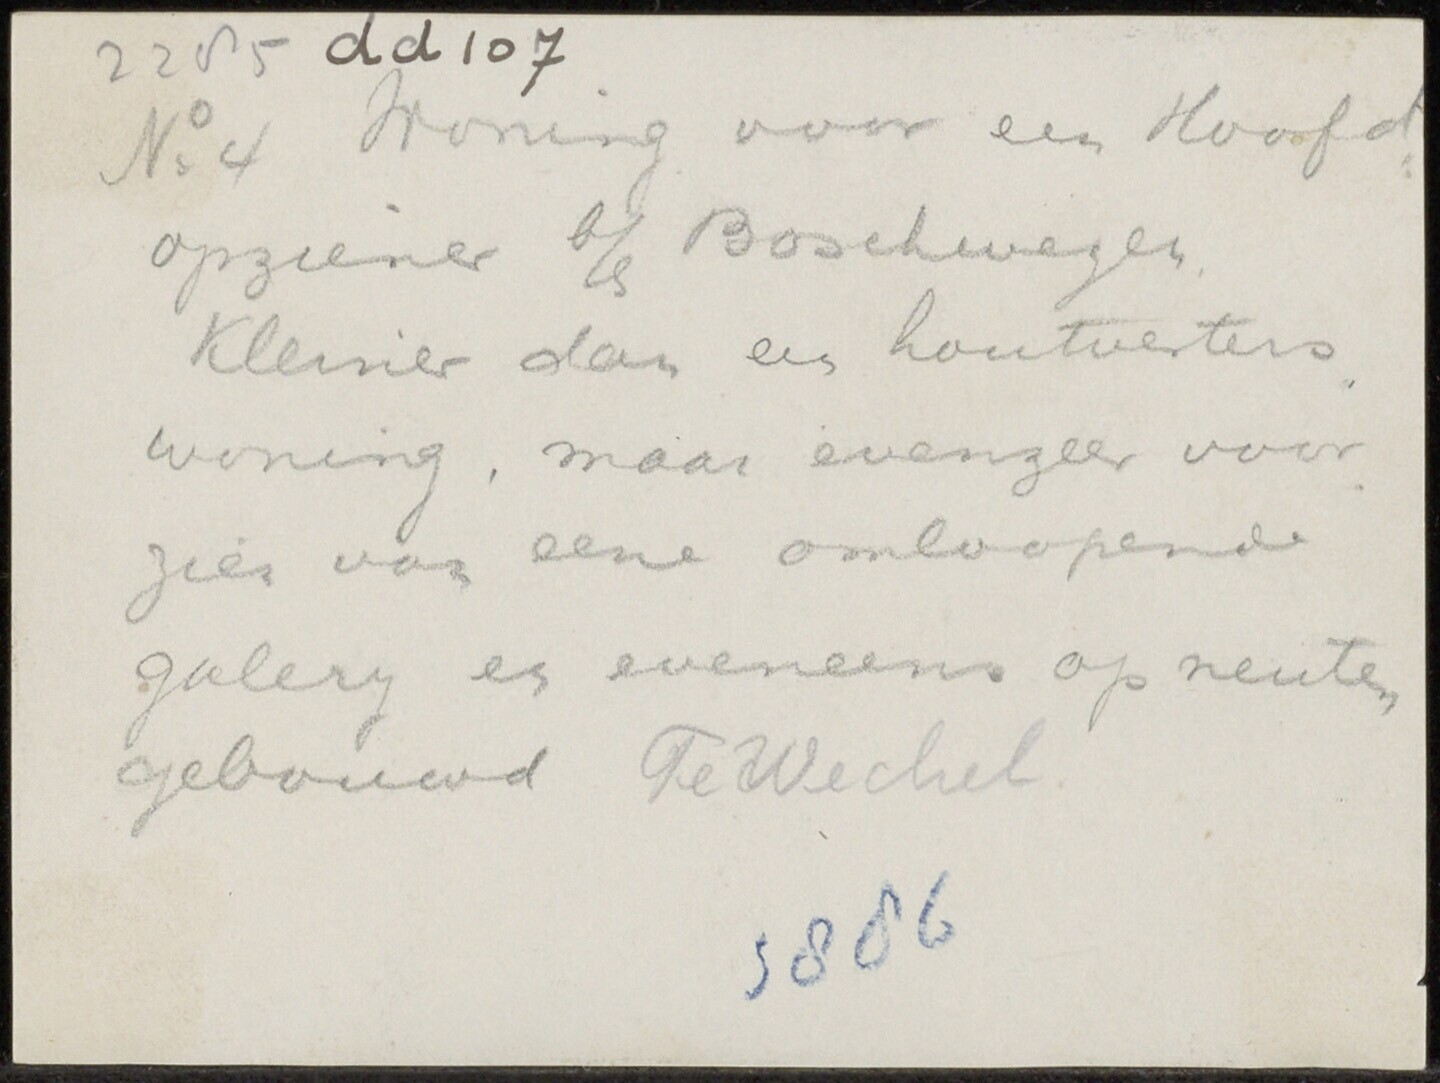 2285 dd107
No. 4 Woning voor een Hoofd-
opziener b/d Boschwezen.
Kleiner dan een houtvesters-
woning, maar evenzeer voor-
zien van eene omloopende
galery en eveneens op neuten
gebouwd Te Wechel.
5886